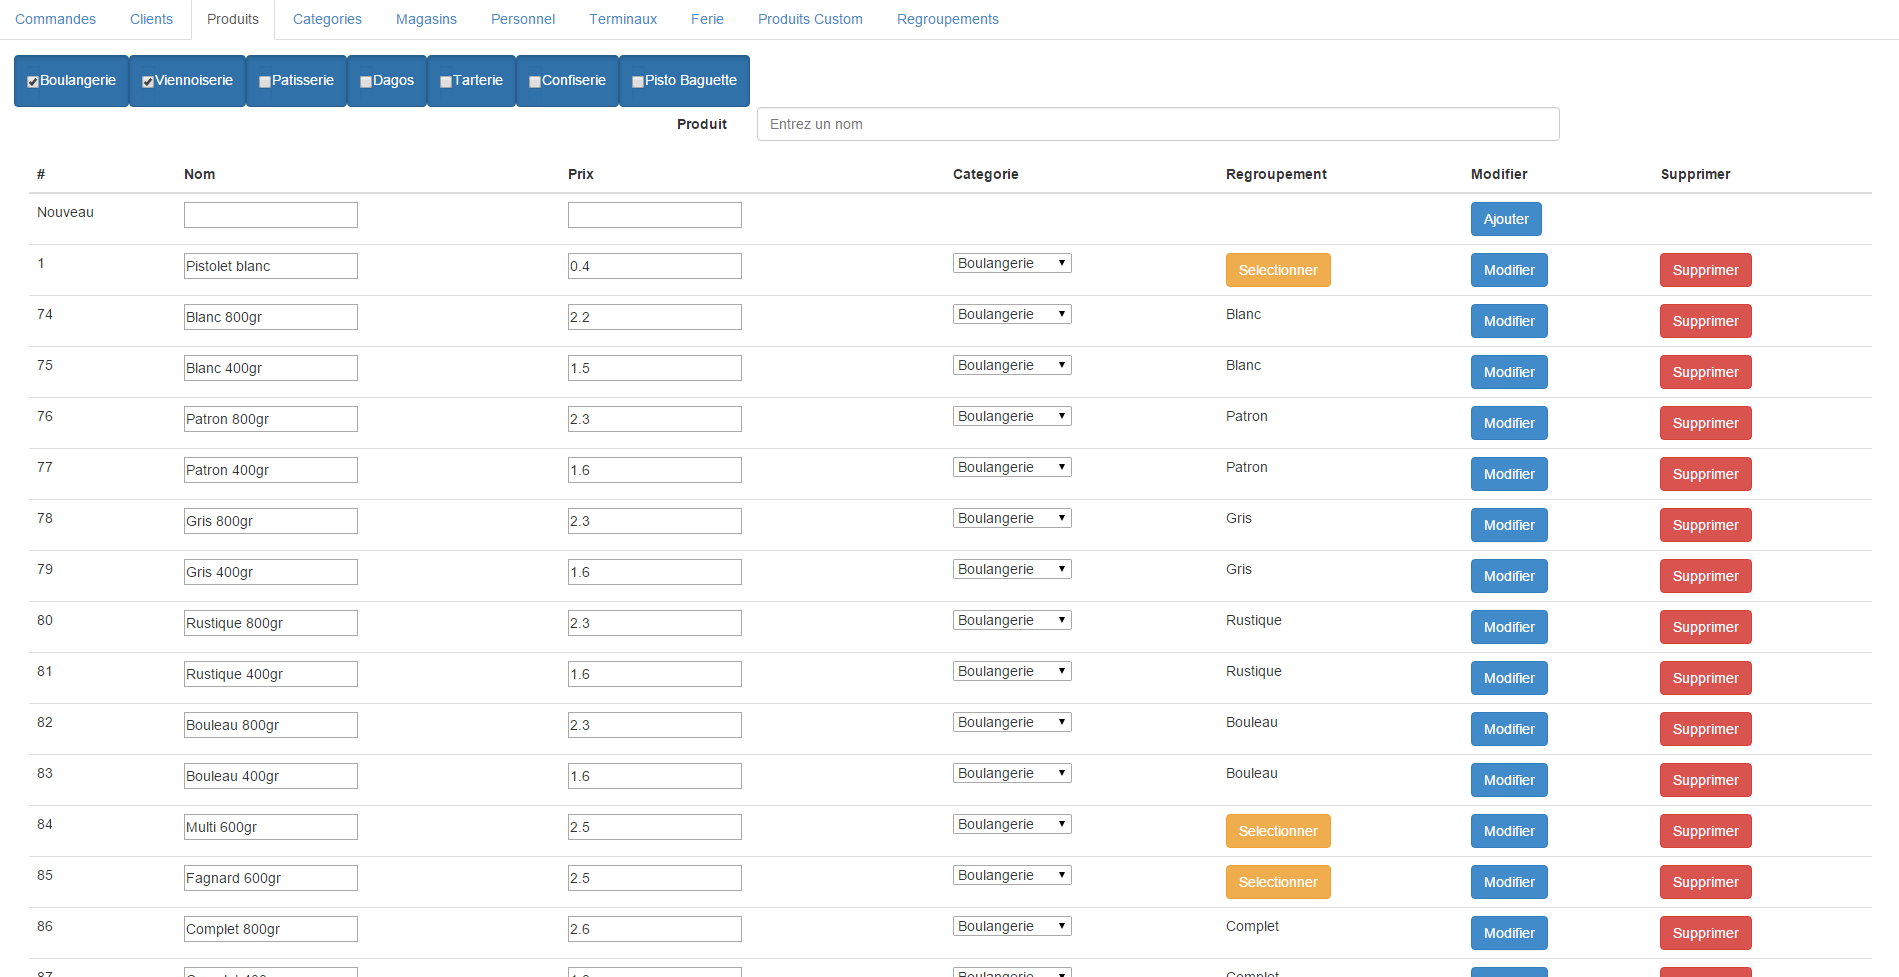 Commandes Clients Produits Categories Magasins Personnel Terminaux Ferie Produits Custom Regroupements
Boulangerie Viennoiserie Patisserie Dagos Tarterie Confiserie Pisto Baguette
Produit Entrez un nom
# Nom Prix Categorie Regroupement Modifier Supprimer
Nouveau Ajouter
1 Pistolet blanc 0.4 Boulangerie Selectionner Modifier Supprimer
74 Blanc 800gr 2.2 Boulangerie Blanc Modifier Supprimer
75 Blanc 400gr 1.5 Boulangerie Blanc Modifier Supprimer
76 Patron 800gr 2.3 Boulangerie Patron Modifier Supprimer
77 Patron 400gr 1.6 Boulangerie Patron Modifier Supprimer
78 Gris 800gr 2.3 Boulangerie Gris Modifier Supprimer
79 Gris 400gr 1.6 Boulangerie Gris Modifier Supprimer
80 Rustique 800gr 2.3 Boulangerie Rustique Modifier Supprimer
81 Rustique 400gr 1.6 Boulangerie Rustique Modifier Supprimer
82 Bouleau 800gr 2.3 Boulangerie Bouleau Modifier Supprimer
83 Bouleau 400gr 1.6 Boulangerie Bouleau Modifier Supprimer
84 Multi 600gr 2.5 Boulangerie Selectionner Modifier Supprimer
85 Fagnard 600gr 2.5 Boulangerie Selectionner Modifier Supprimer
86 Complet 800gr 2.6 Boulangerie Complet Modifier Supprimer
87 Boulangerie Complet